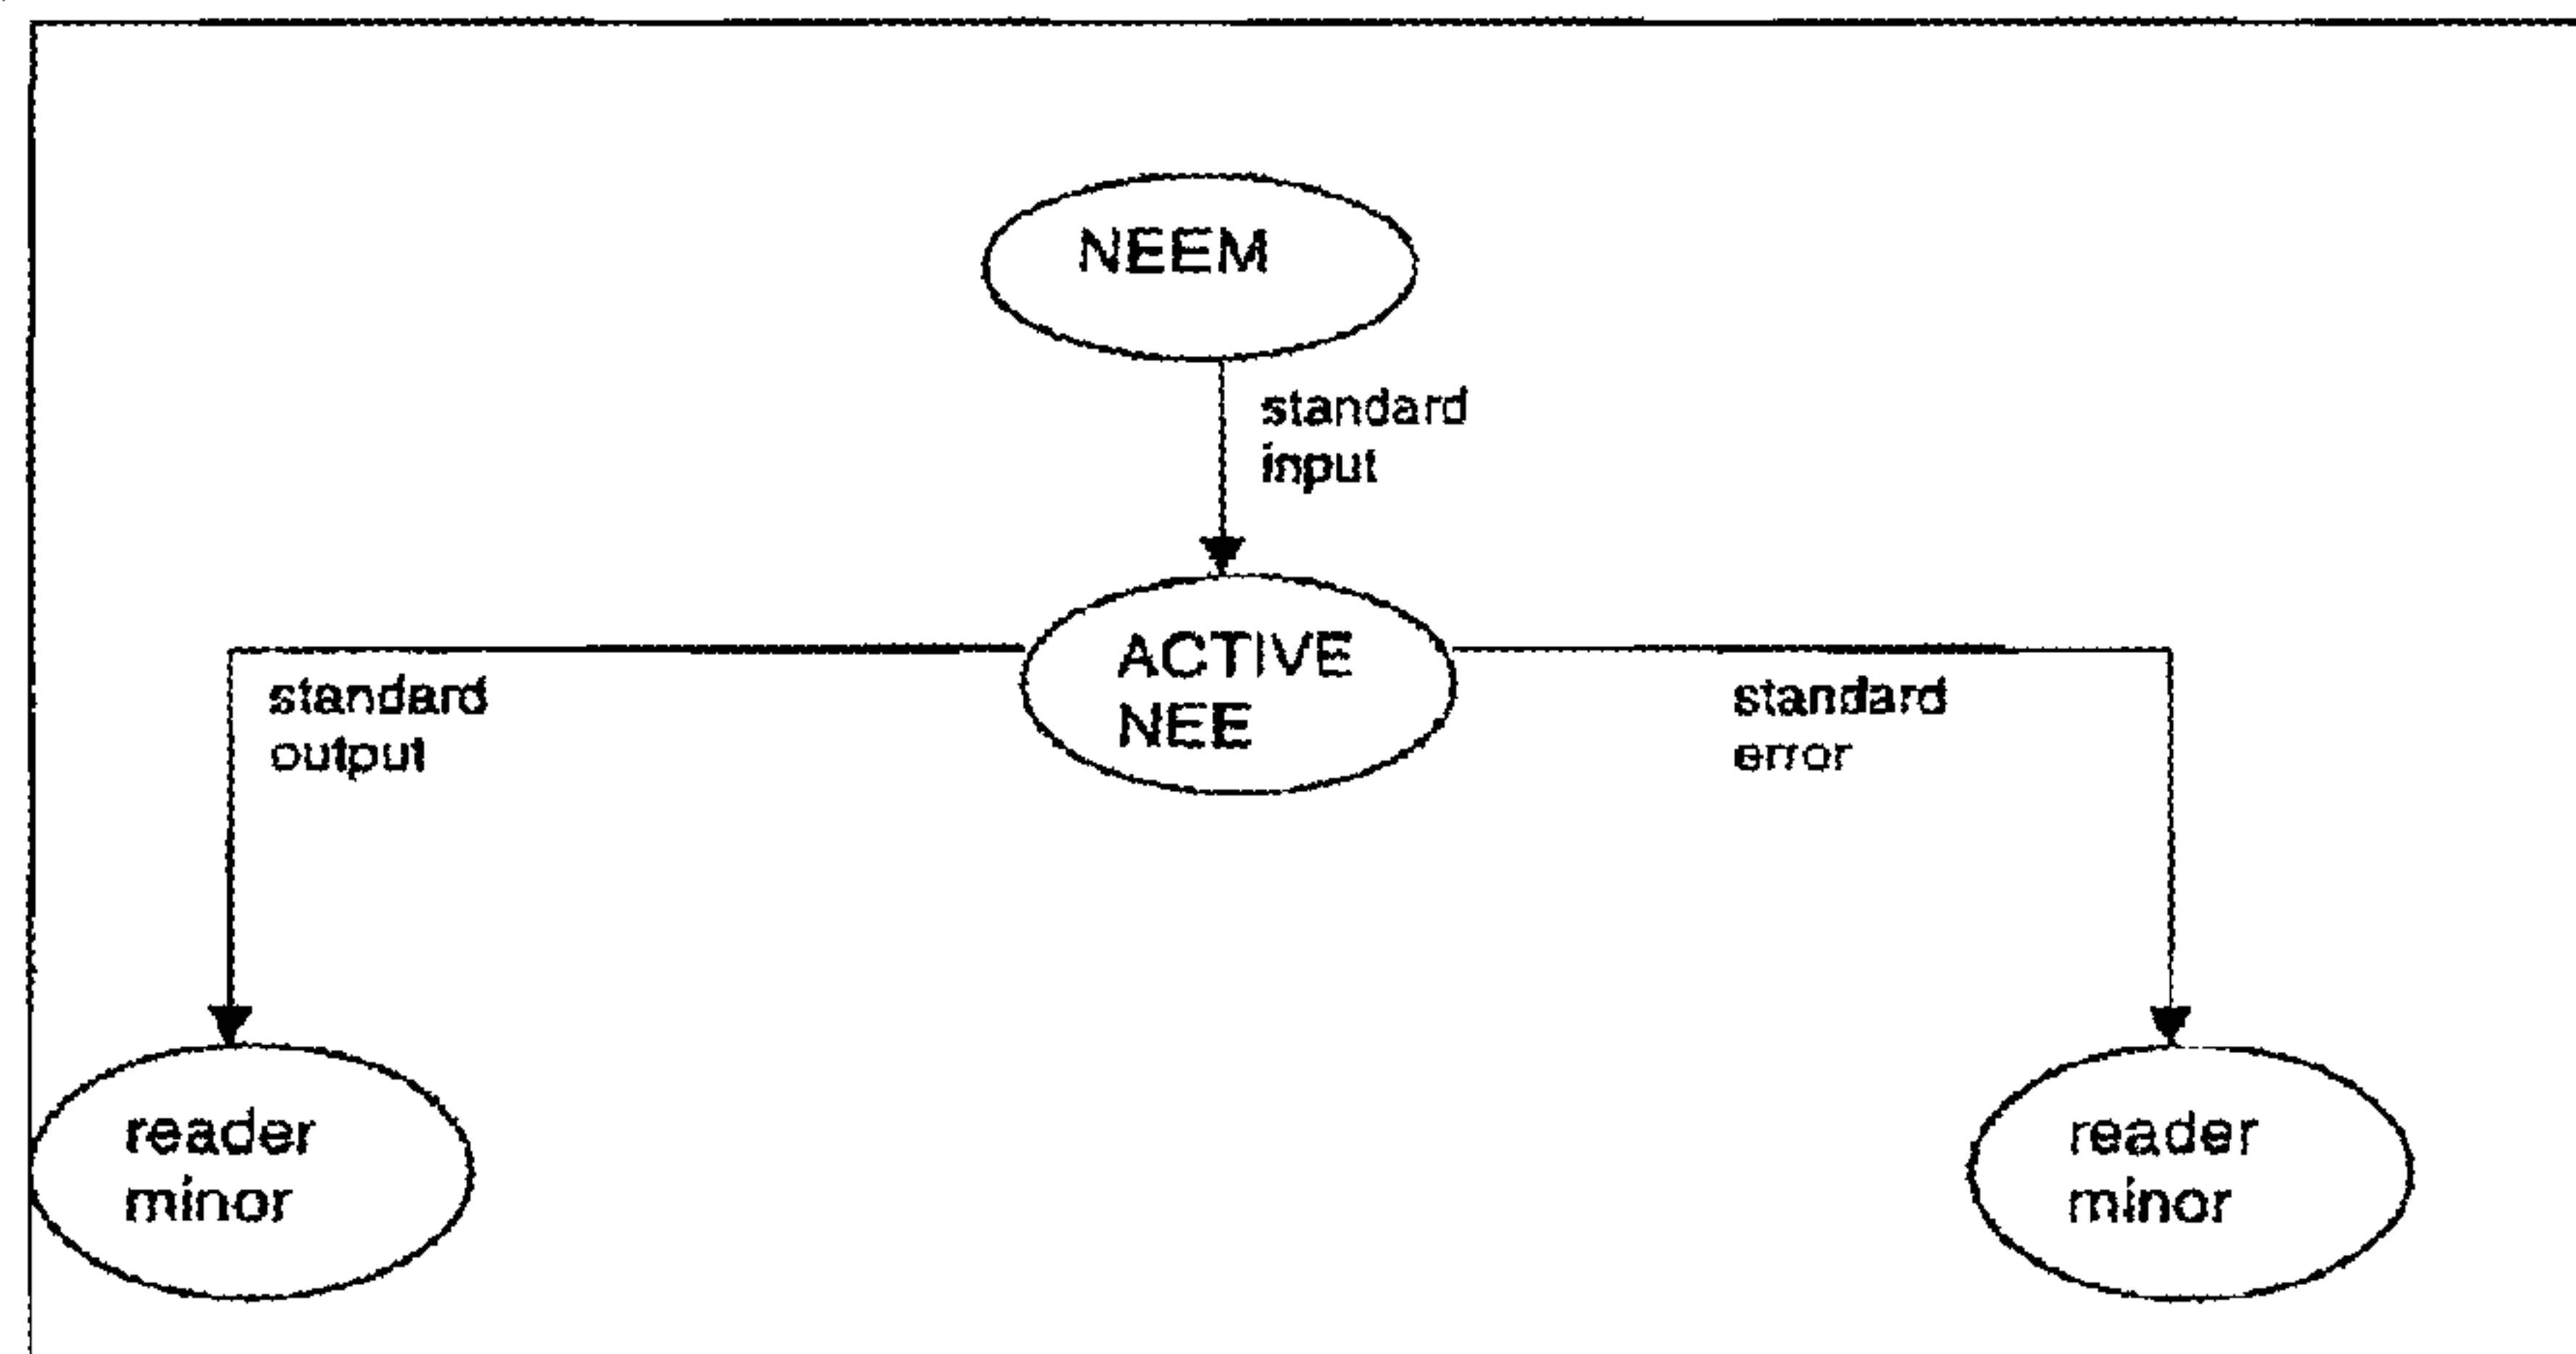 NEEM
standard
input
ACTIVE
NEE
standard
output
standard
error
reader
minor
reader
minor